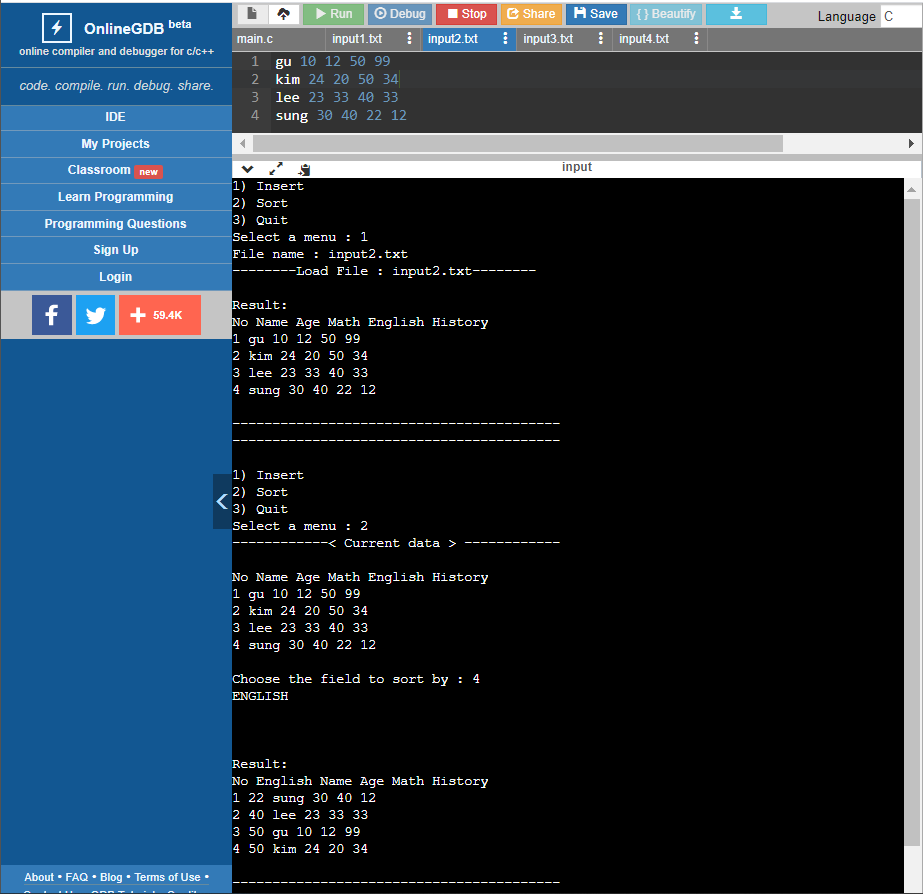 OnlineGDB beta
online compiler and debugger for c/c++
code. compile. run. debug. share.
IDE
My Projects
Classroom new
Learn Programming
Programming Questions
Sign Up
Login
f
+ 59.4K
About • FAQ • Blog • Terms of Use •
Run Debug Stop Share Save { } Beautify Language C
main.c input1.txt input2.txt input3.txt input4.txt
1 gu 10 12 50 99
2 kim 24 20 50 34
3 lee 23 33 40 33
4 sung 30 40 22 12
input
1) Insert
2) Sort
3) Quit
Select a menu : 1
File name : input2.txt
--------Load File : input2.txt--------
Result:
No Name Age Math English History
1 gu 10 12 50 99
2 kim 24 20 50 34
3 lee 23 33 40 33
4 sung 30 40 22 12
-----------------------------------------
-----------------------------------------
1) Insert
2) Sort
3) Quit
Select a menu : 2
------------< Current data > ------------
No Name Age Math English History
1 gu 10 12 50 99
2 kim 24 20 50 34
3 lee 23 33 40 33
4 sung 30 40 22 12
Choose the field to sort by : 4
ENGLISH
Result:
No English Name Age Math History
1 22 sung 30 40 12
2 40 lee 23 33 33
3 50 gu 10 12 99
4 50 kim 24 20 34
-----------------------------------------